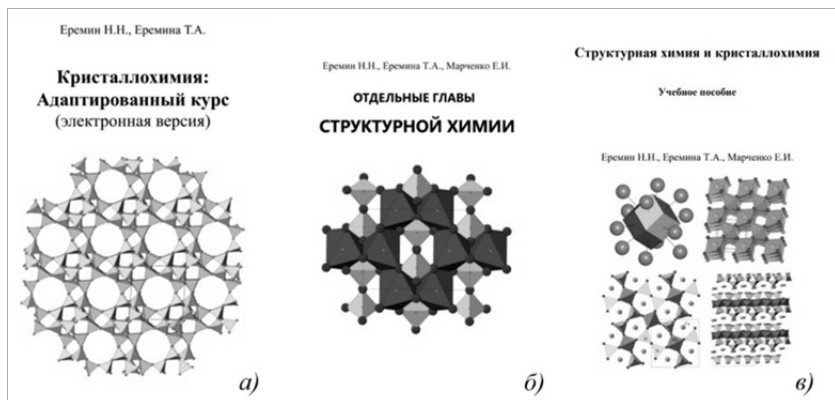 Еремин Н.Н., Еремина Т.А.
Кристаллохимия:
Адаптированный курс
(электронная версия)
а)
Еремин Н.Н., Еремина Т.А., Марченко Е.И.
ОТДЕЛЬНЫЕ ГЛАВЫ
СТРУКТУРНОЙ ХИМИИ
б)
Структурная химия и кристаллохимия
Учебное пособие
Еремин Н.Н., Еремина Т.А., Марченко Е.И.
в)